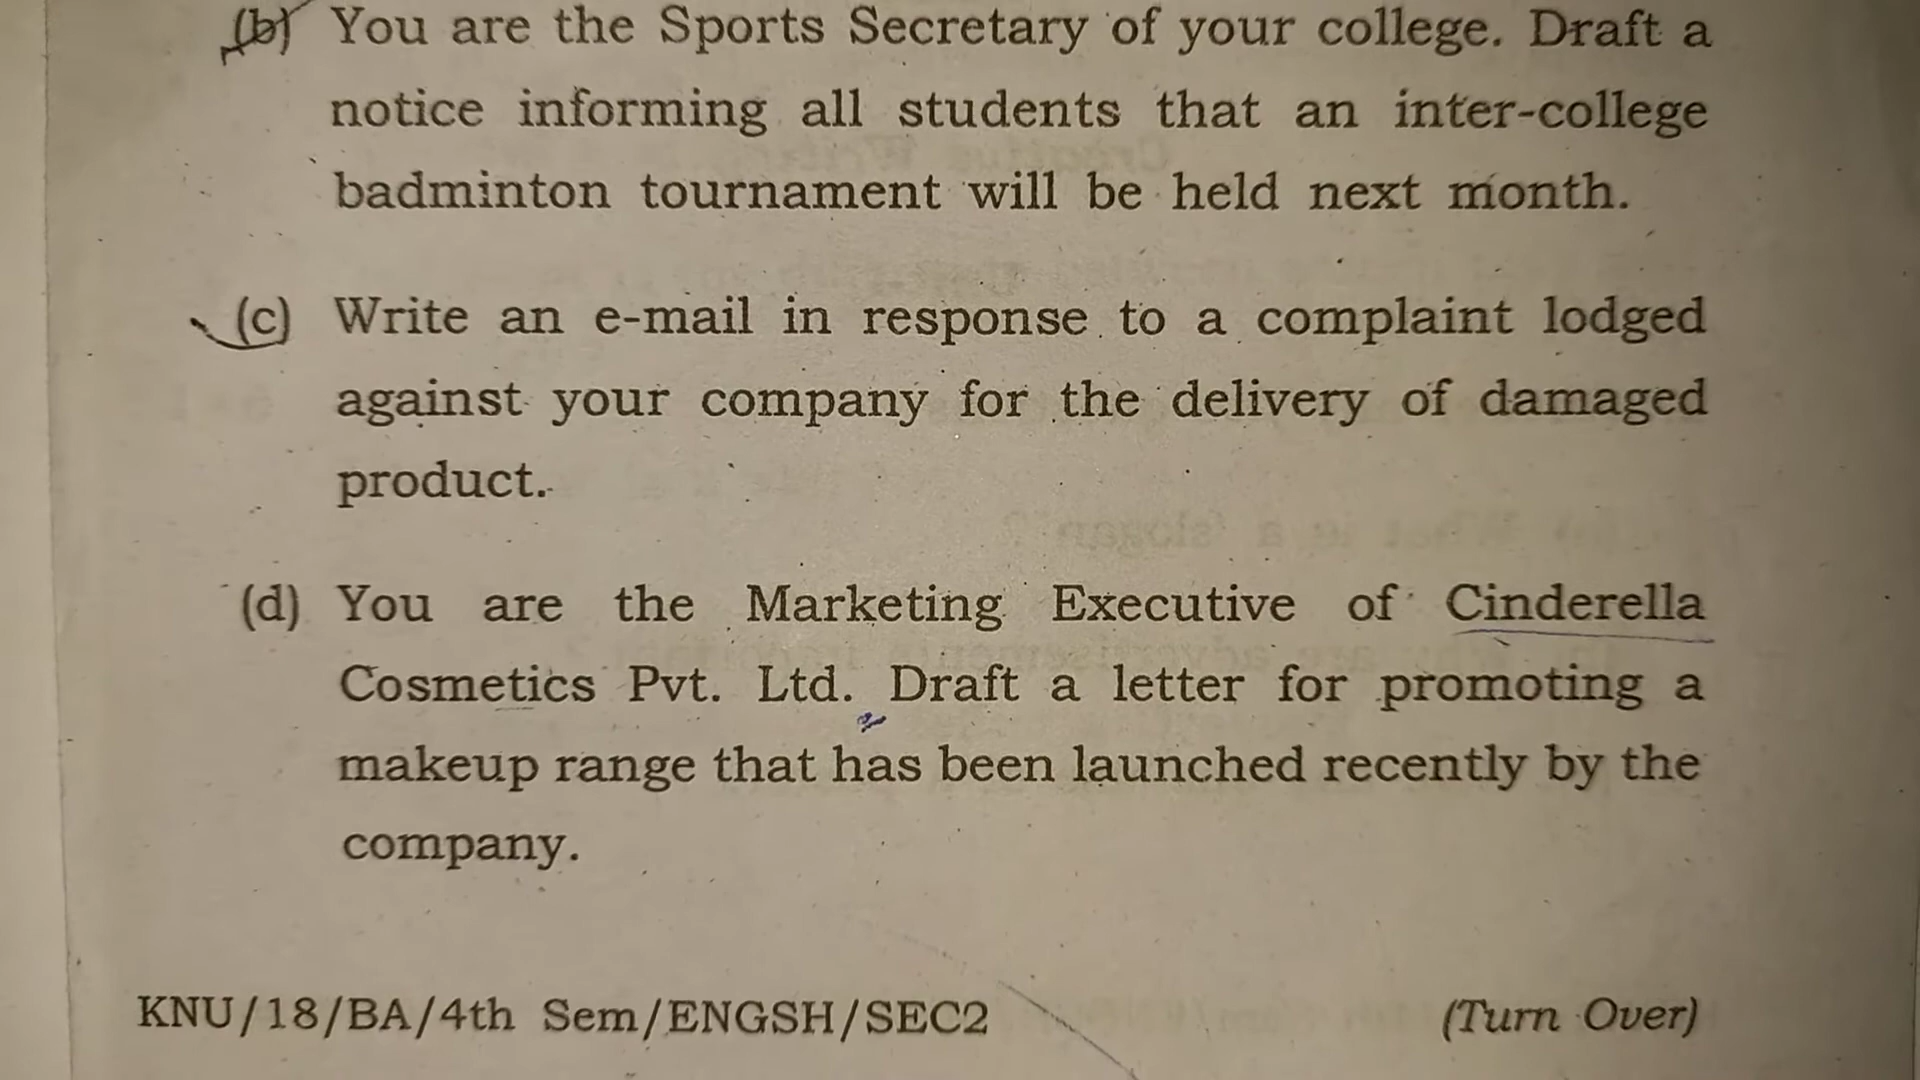 (b) You are the Sports Secretary of your college. Draft a
notice informing all students that an inter-college
badminton tournament will be held next month.
(c) Write an e-mail in response to a complaint lodged
against your company for the delivery of damaged
product.
(d) You are the Marketing Executive of Cinderella
Cosmetics Pvt. Ltd. Draft a letter for promoting a
makeup range that has been launched recently by the
company.
KNU/18/BA/4th Sem/ENGSH/SEC2 (Turn Over)